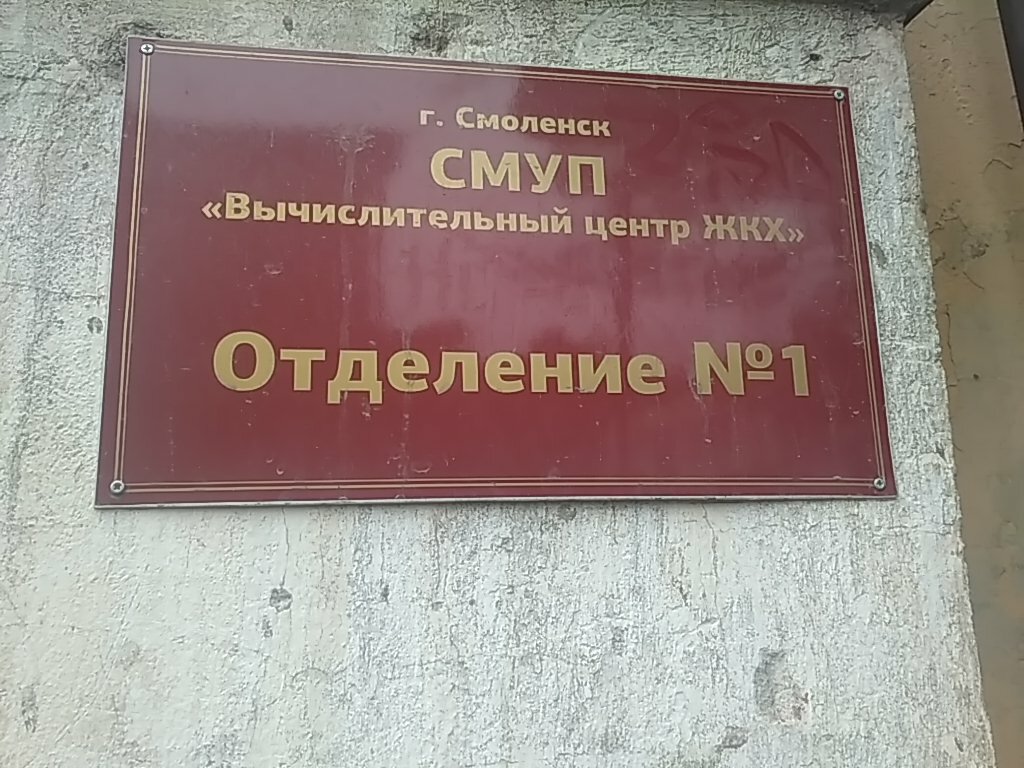 г. Смоленск
СМУП
«Вычислительный центр ЖКХ»
Отделение №1